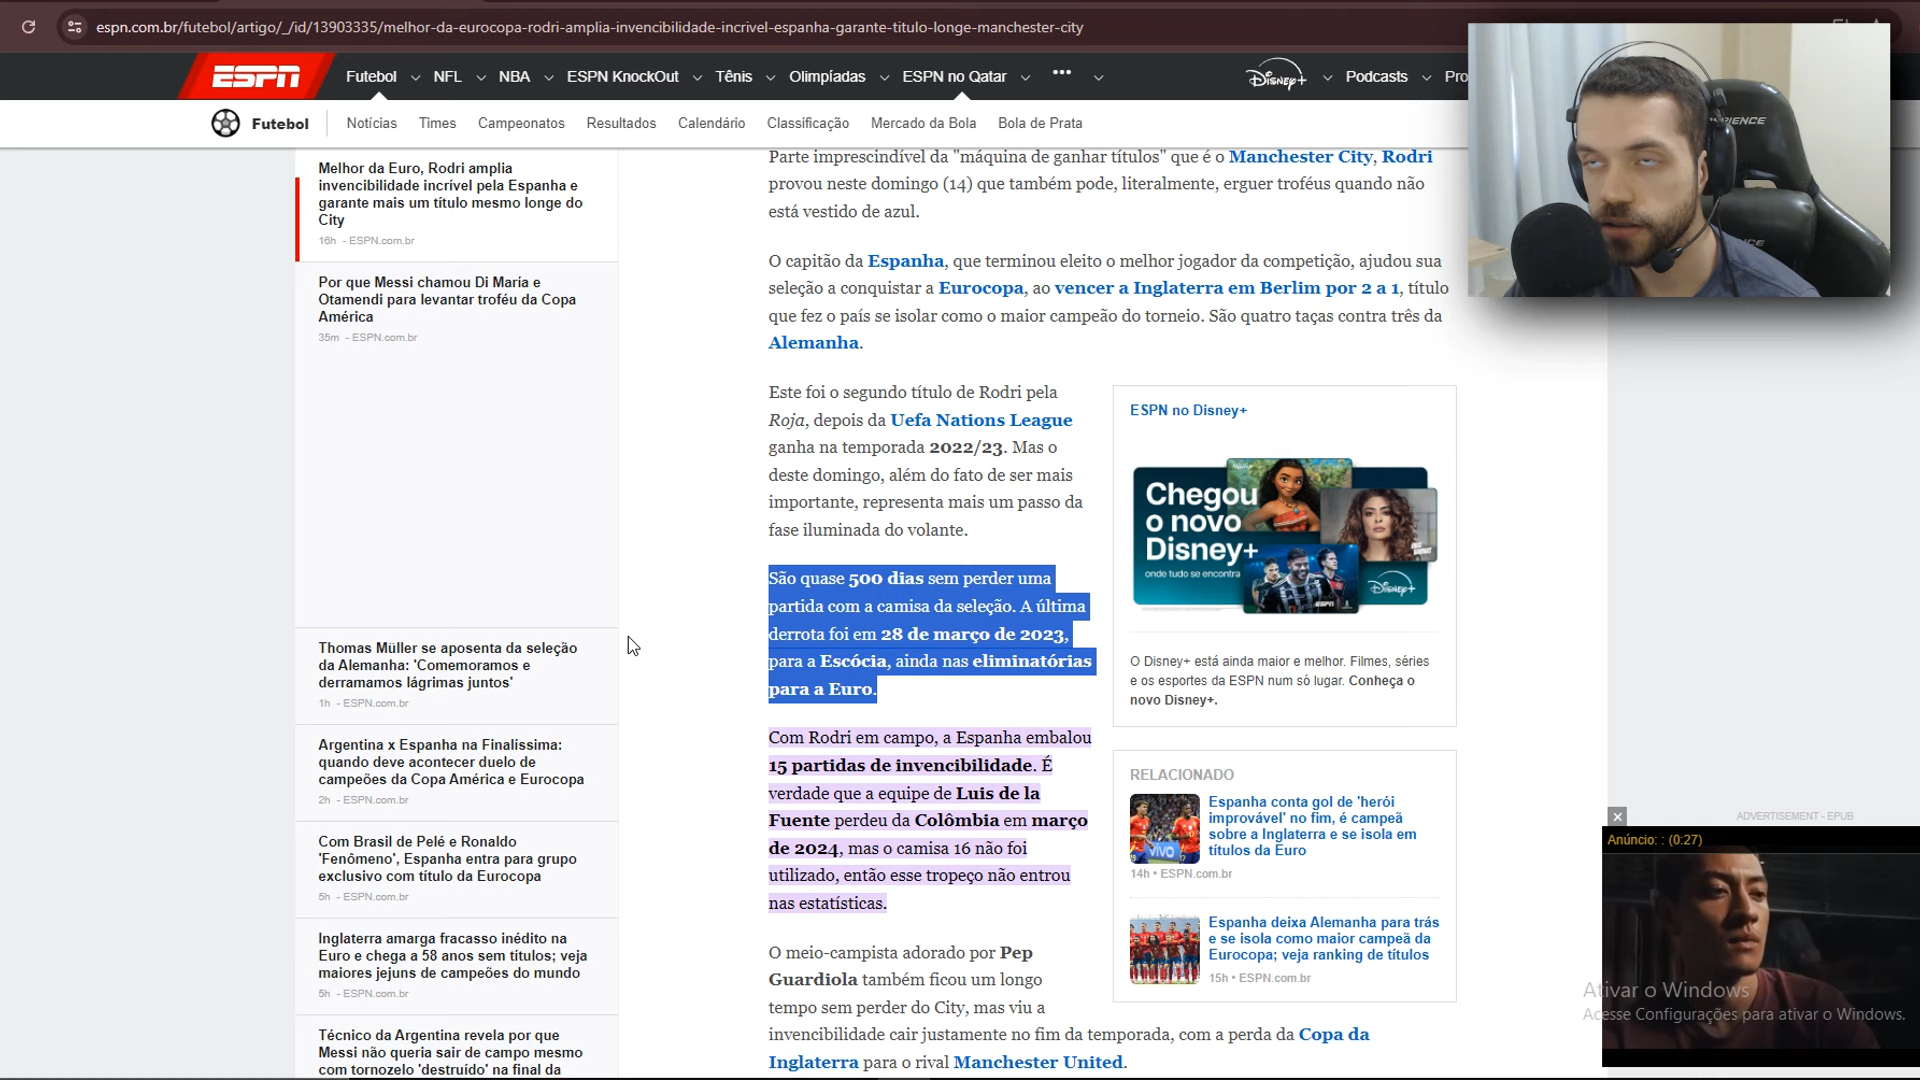 espn.com.br/futebol/artigo/_/id/13903335/melhor-da-eurocopa-rodri-amplia-invencibilidade-incrivel-espanha-garante-titulo-longe-manchester-city
ESPN
Futebol
NFL
NBA
ESPN KnockOut
Tênis
Olimpíadas
ESPN no Qatar
•••
Disney+
Podcasts
Pro
Futebol
Notícias
Times
Campeonatos
Resultados
Calendário
Classificação
Mercado da Bola
Bola de Prata
Melhor da Euro, Rodri amplia
invencibilidade incrível pela Espanha e
garante mais um título mesmo longe do
City
16h - ESPN.com.br
Por que Messi chamou Di María e
Otamendi para levantar troféu da Copa
América
35m - ESPN.com.br
Thomas Müller se aposenta da seleção
da Alemanha: 'Comemoramos e
derramamos lágrimas juntos'
1h - ESPN.com.br
Argentina x Espanha na Finalíssima:
quando deve acontecer duelo de
campeões da Copa América e Eurocopa
2h - ESPN.com.br
Com Brasil de Pelé e Ronaldo
'Fenômeno', Espanha entra para grupo
exclusivo com título da Eurocopa
5h - ESPN.com.br
Inglaterra amarga fracasso inédito na
Euro e chega a 58 anos sem títulos; veja
maiores jejuns de campeões do mundo
5h - ESPN.com.br
Técnico da Argentina revela por que
Messi não queria sair de campo mesmo
com tornozelo 'destruído' na final da
Parte imprescindível da "máquina de ganhar títulos" que é o Manchester City, Rodri
provou neste domingo (14) que também pode, literalmente, erguer troféus quando não
está vestido de azul.
O capitão da Espanha, que terminou eleito o melhor jogador da competição, ajudou sua
seleção a conquistar a Eurocopa, ao vencer a Inglaterra em Berlim por 2 a 1, título
que fez o país se isolar como o maior campeão do torneio. São quatro taças contra três da
Alemanha.
Este foi o segundo título de Rodri pela
Roja, depois da Uefa Nations League
ganha na temporada 2022/23. Mas o
deste domingo, além do fato de ser mais
importante, representa mais um passo da
fase iluminada do volante.
São quase 500 dias sem perder uma
partida com a camisa da seleção. A última
derrota foi em 28 de março de 2023,
para a Escócia, ainda nas eliminatórias
para a Euro.
Com Rodri em campo, a Espanha embalou
15 partidas de invencibilidade. É
verdade que a equipe de Luis de la
Fuente perdeu da Colômbia em março
de 2024, mas o camisa 16 não foi
utilizado, então esse tropeço não entrou
nas estatísticas.
O meio-campista adorado por Pep
Guardiola também ficou um longo
tempo sem perder do City, mas viu a
invencibilidade cair justamente no fim da temporada, com a perda da Copa da
Inglaterra para o rival Manchester United.
ESPN no Disney+
Chegou
o novo
Disney+
onde tudo se encontra
ESPN
Disney+
O Disney+ está ainda maior e melhor. Filmes, séries
e os esportes da ESPN num só lugar. Conheça o
novo Disney+.
RELACIONADO
vivo
Espanha conta gol de 'herói
improvável' no fim, é campeã
sobre a Inglaterra e se isola em
títulos da Euro
14h • ESPN.com.br
Espanha deixa Alemanha para trás
e se isola como maior campeã da
Eurocopa; veja ranking de títulos
15h • ESPN.com.br
ADVERTISEMENT - EPUB
Anúncio: : (0:27)
Ativar o Windows
Acesse Configurações para ativar o Windows.